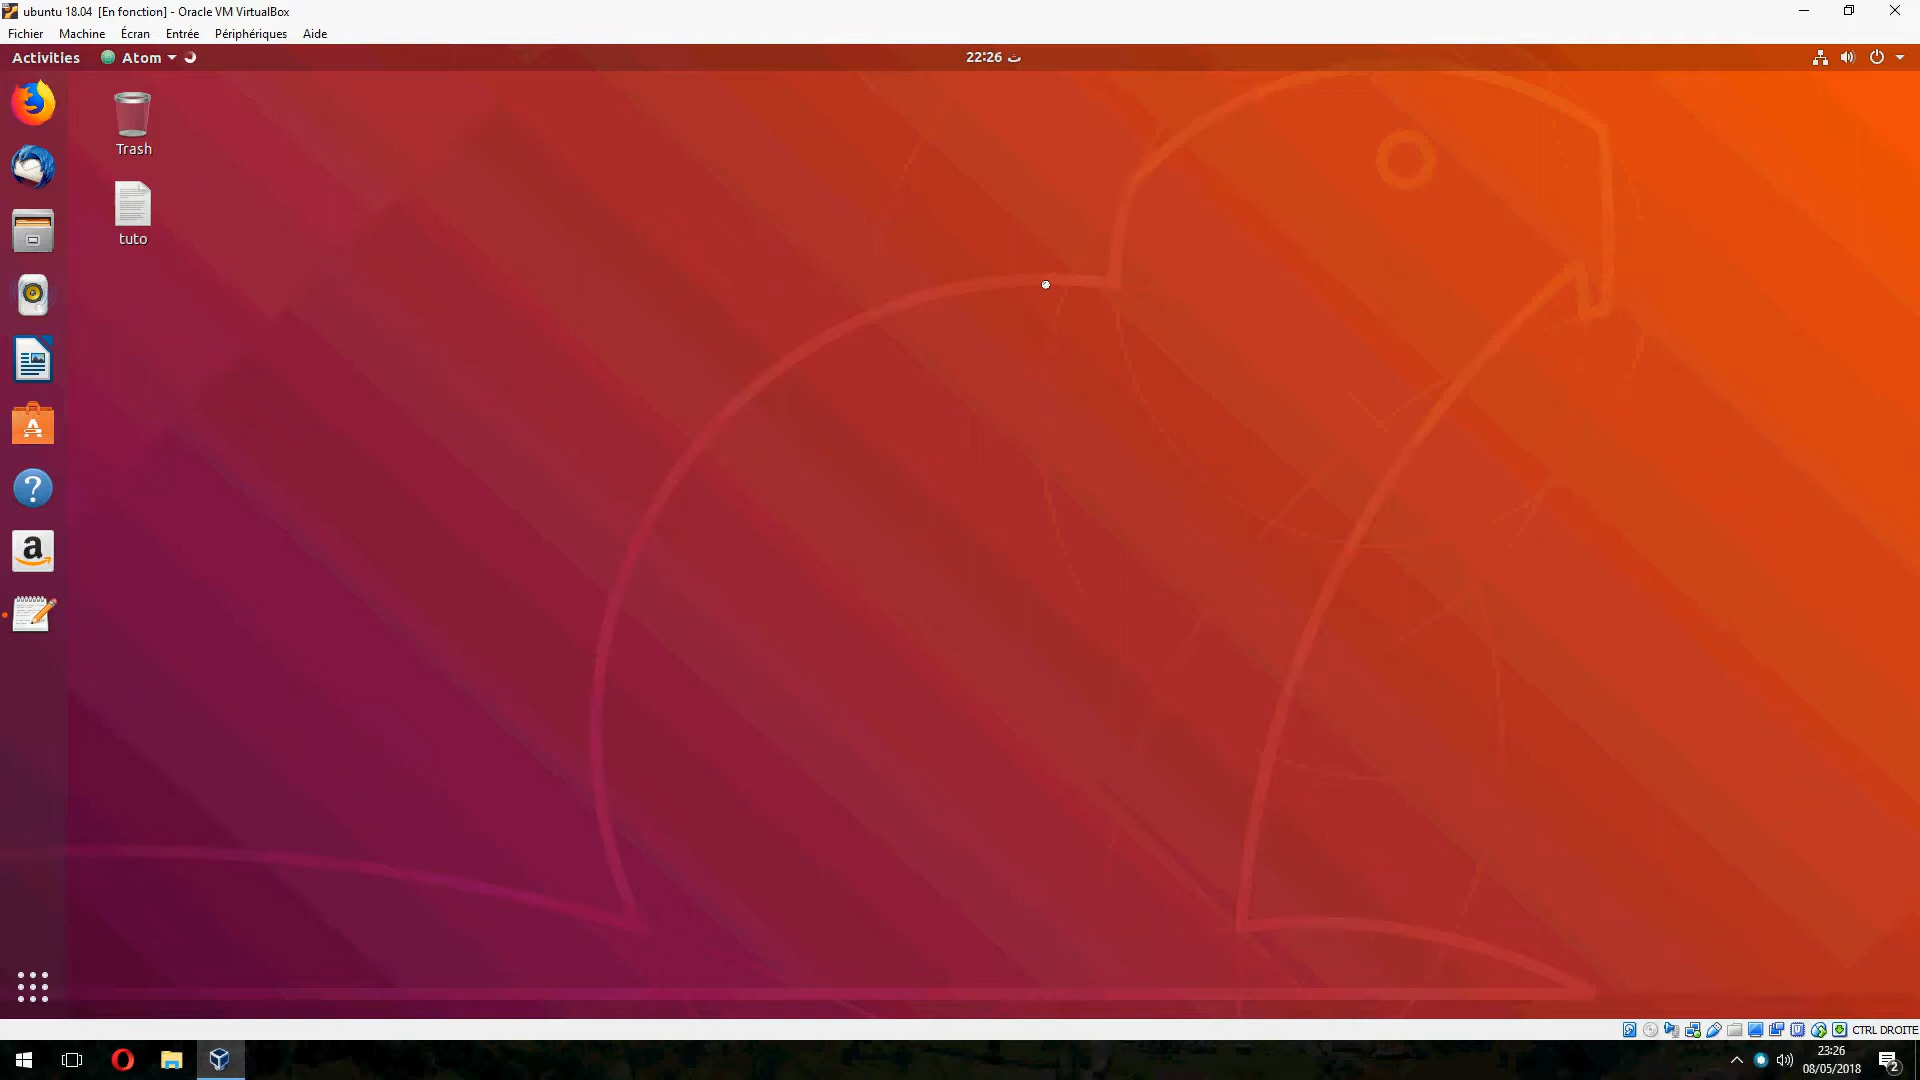 ubuntu 18.04 [En fonction] - Oracle VM VirtualBox
Fichier Machine Écran Entrée Périphériques Aide
Activities Atom 22:26 ث
Trash
tuto
CTRL DROITE
23:26
08/05/2018
2